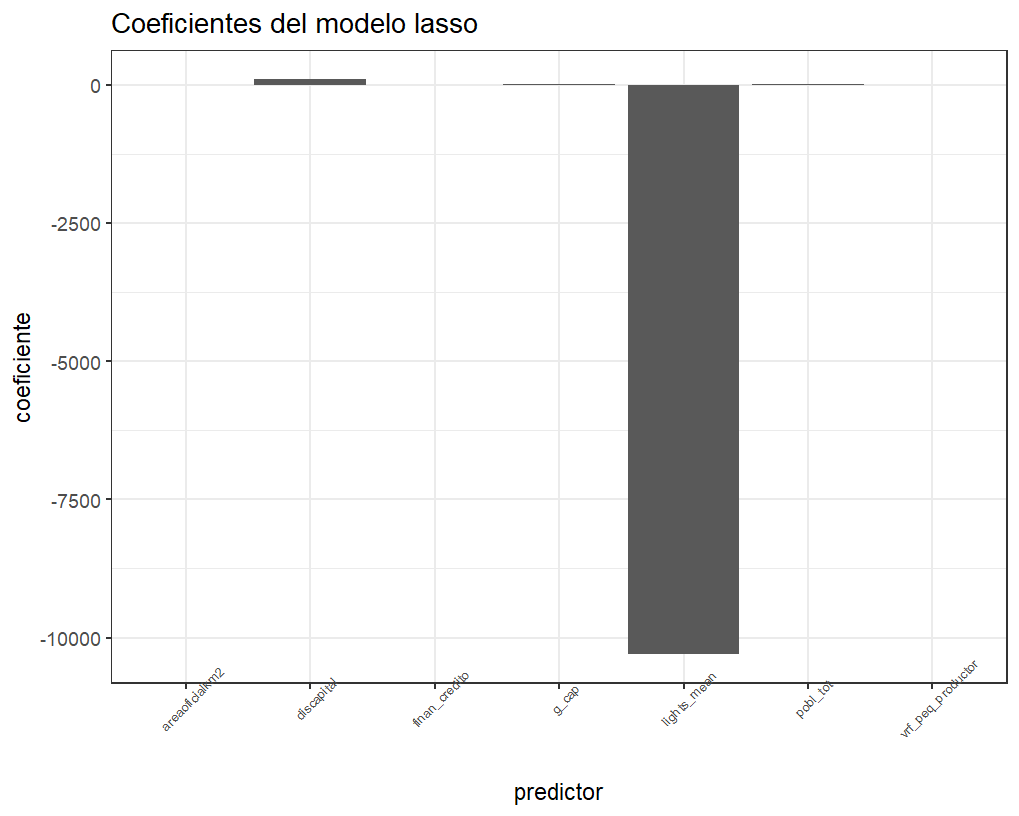 Coeficientes del modelo lasso
coeficiente
0
-2500
-5000
-7500
-10000
areaoficialkm2
discapital
finan_credito
g_cap
lights_mean
pobl_tot
vrf_peq_productor
predictor